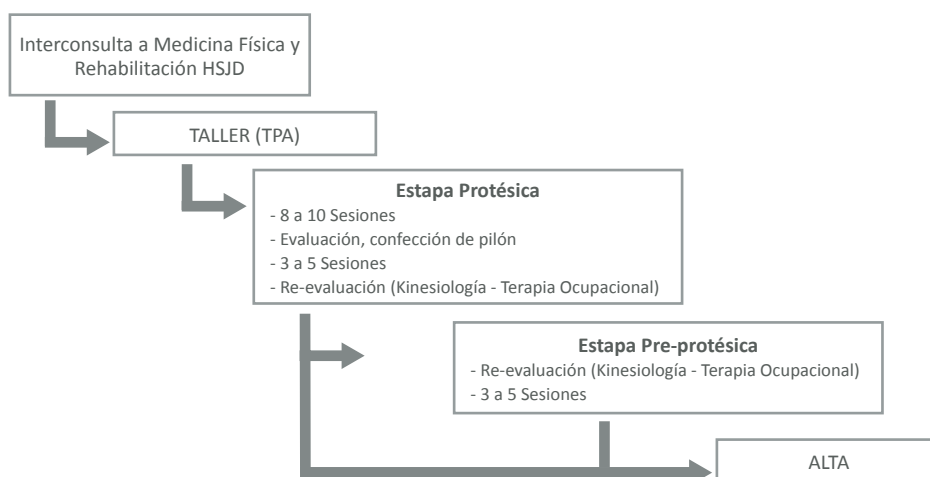 Interconsulta a Medicina Física y
Rehabilitación HSJD
TALLER (TPA)
Estapa Protésica
- 8 a 10 Sesiones
- Evaluación, confección de pilón
- 3 a 5 Sesiones
- Re-evaluación (Kinesiología - Terapia Ocupacional)
Estapa Pre-protésica
- Re-evaluación (Kinesiología - Terapia Ocupacional)
- 3 a 5 Sesiones
ALTA